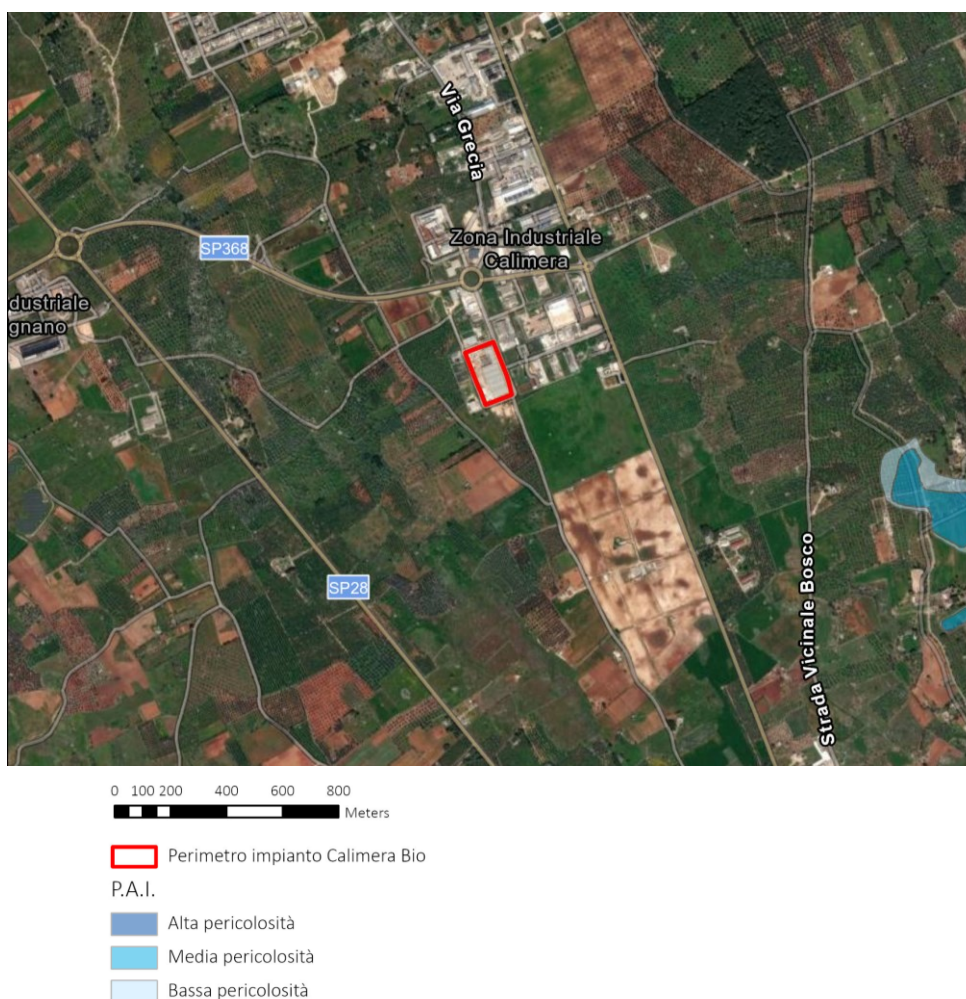 Via Grecia
SP368
Zona Industriale
Calimera
dustriale
gnano
SP28
Strada Vicinale Bosco
0 100 200 400 600 800
Meters
Perimetro impianto Calimera Bio
P.A.I.
Alta pericolosità
Media pericolosità
Bassa pericolosità